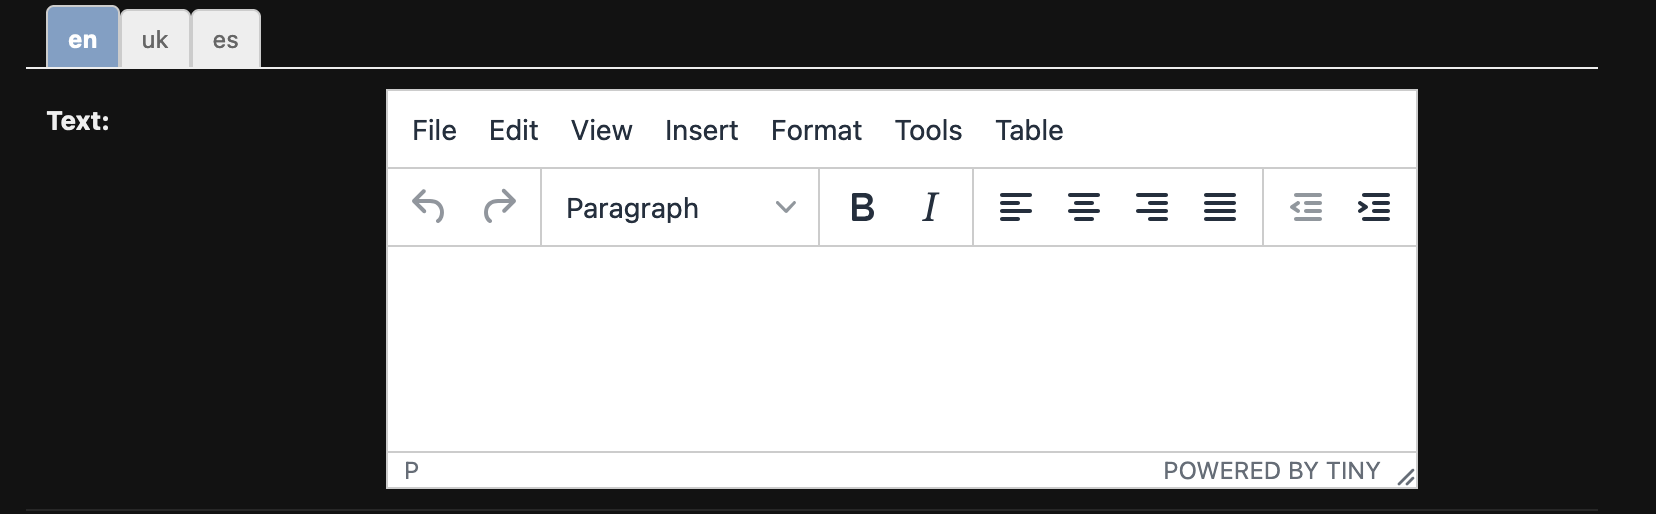 en uk es
Text:
File Edit View Insert Format Tools Table
Paragraph B I
P POWERED BY TINY